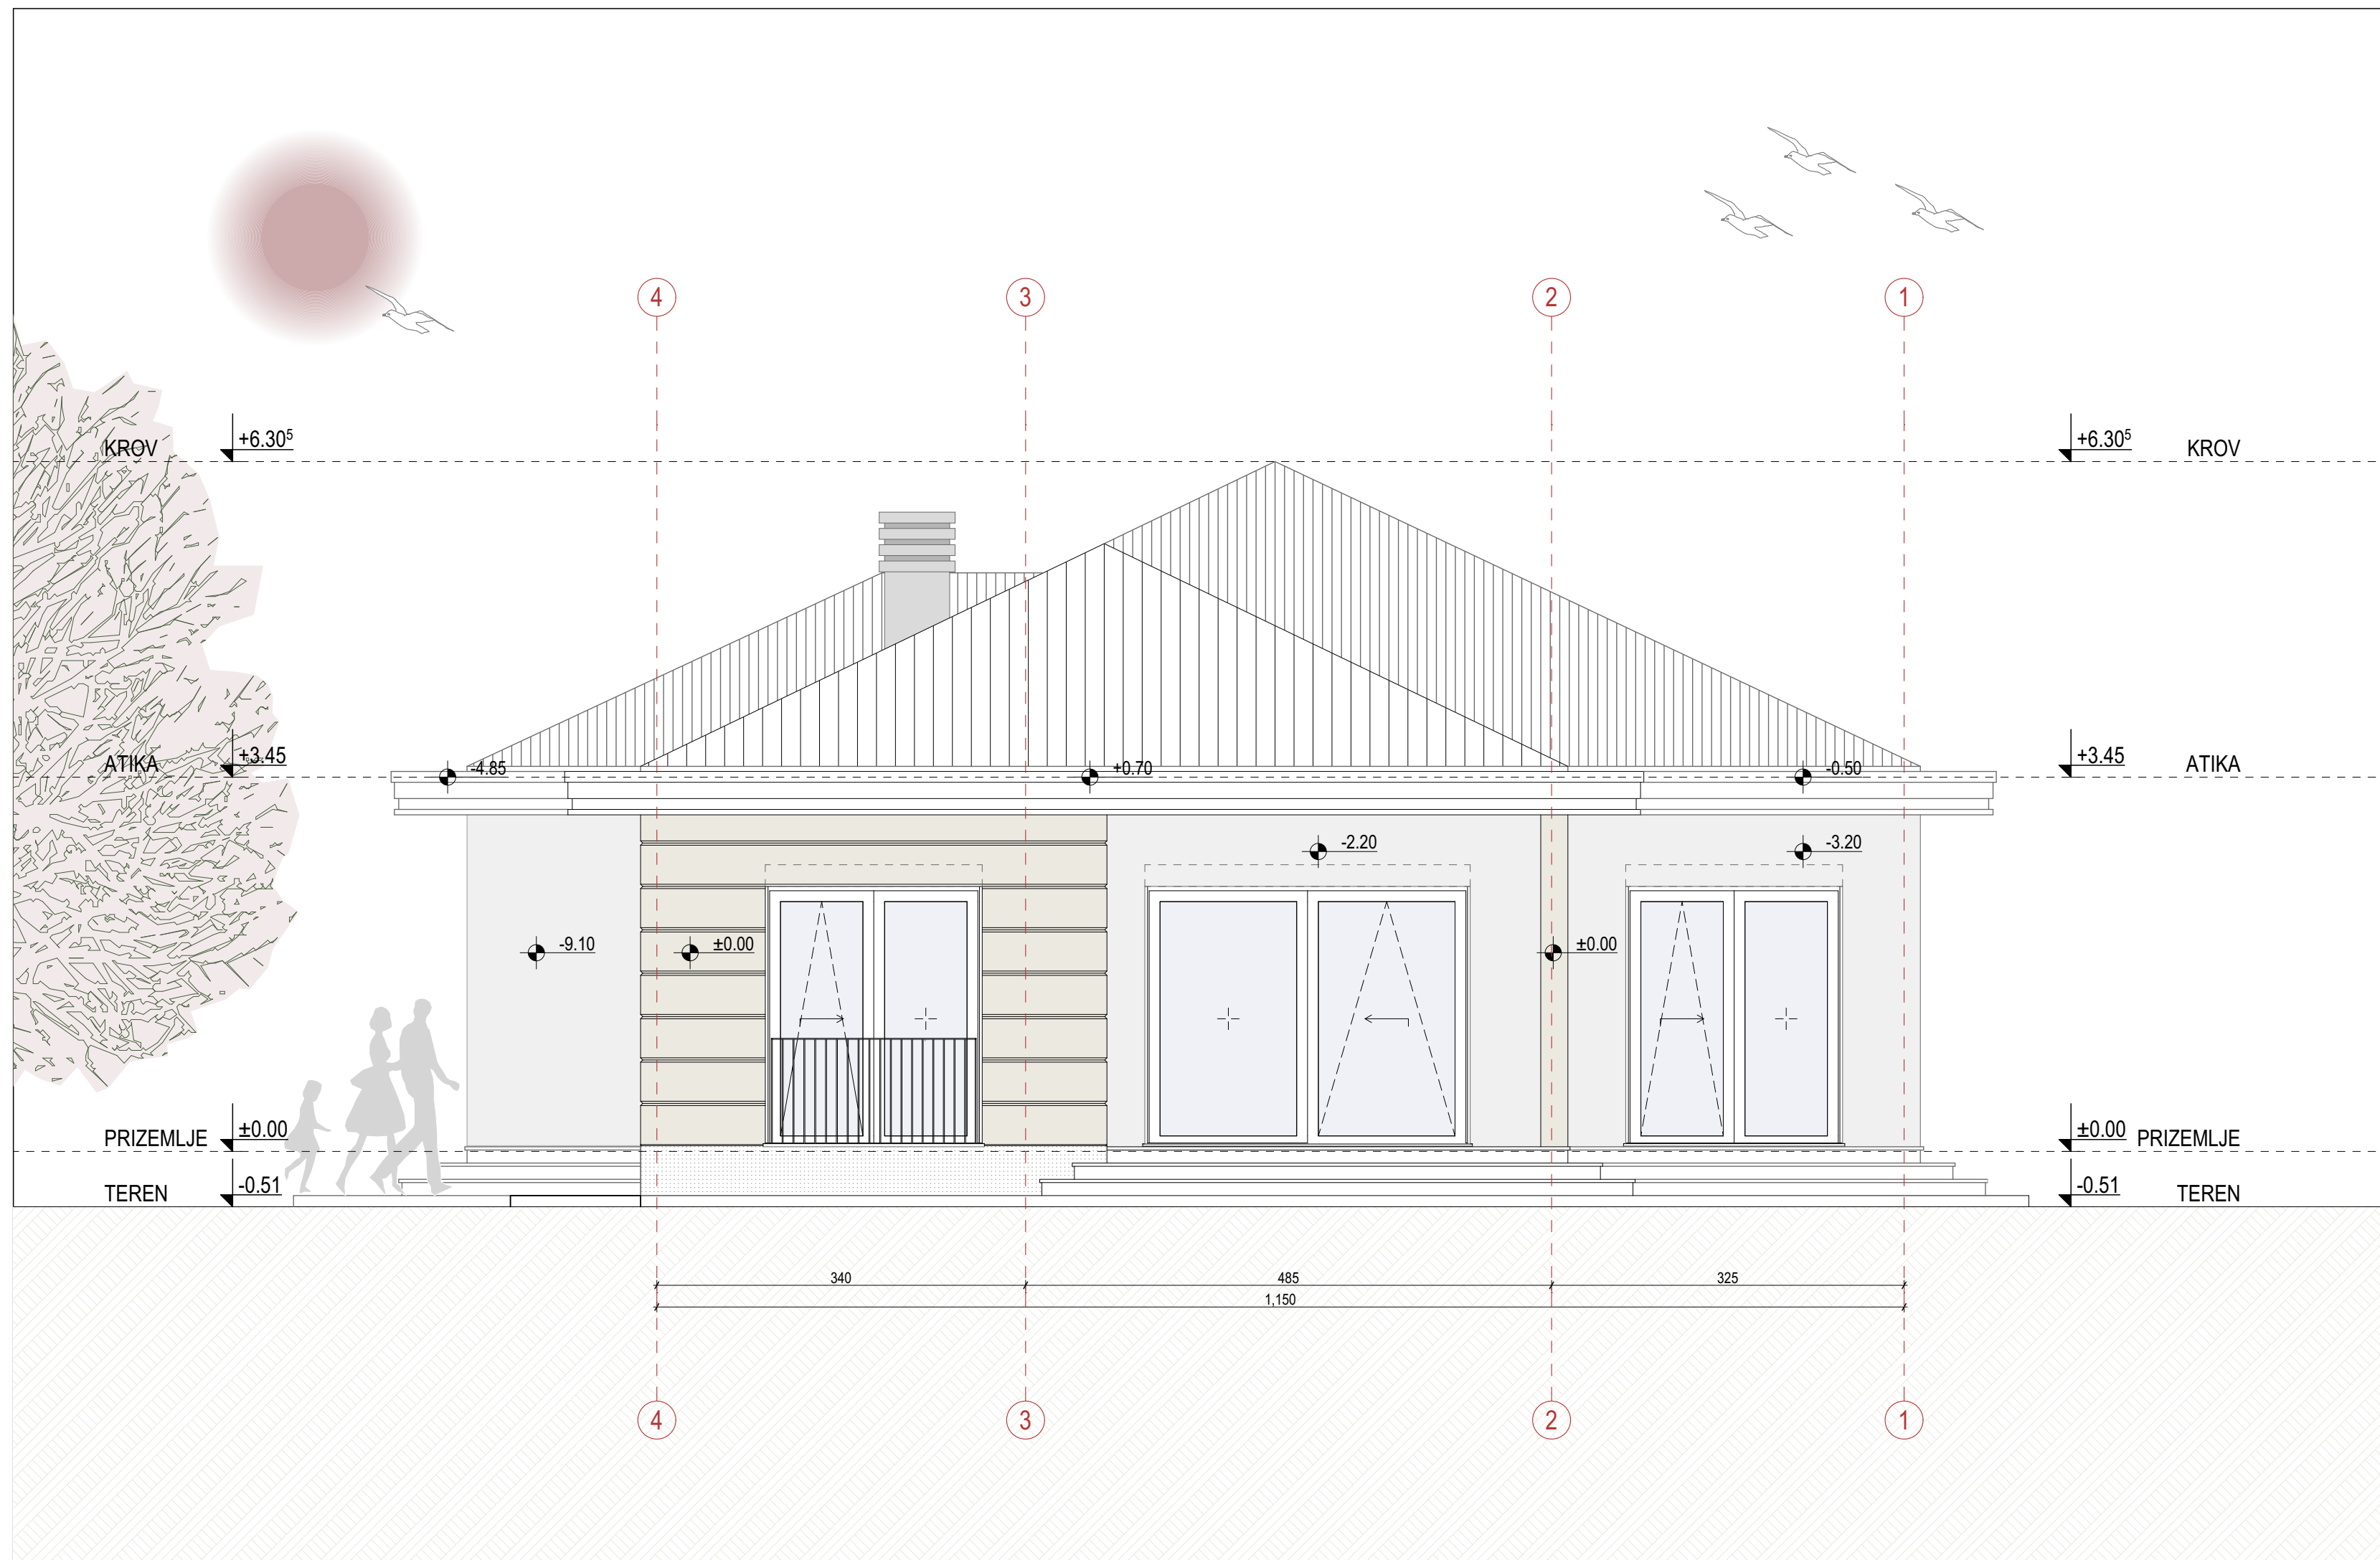 4 3 2 1
KROV +6.30⁵ +6.30⁵ KROV
ATIKA +3.45 -4.85 +0.70 -0.50 +3.45 ATIKA
-2.20 -3.20
-9.10 ±0.00 ±0.00
PRIZEMLJE ±0.00 ±0.00 PRIZEMLJE
TEREN -0.51 -0.51 TEREN
340 485 325
1,150
4 3 2 1